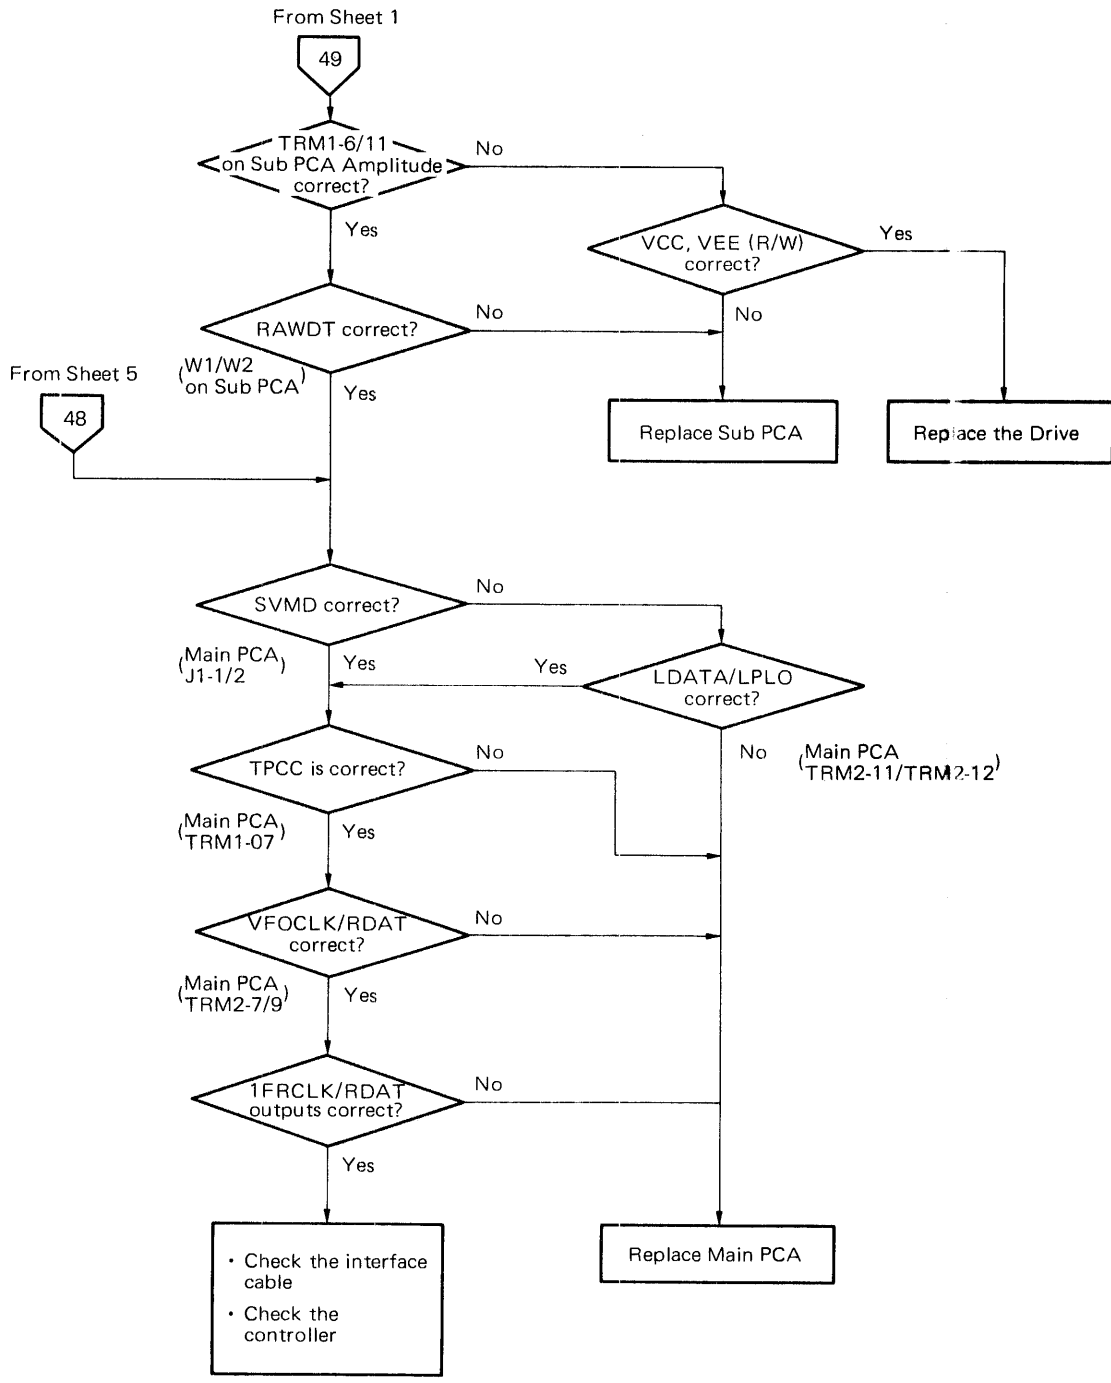 From Sheet 1
49
TRM1-6/11
on Sub PCA Amplitude
correct?
No
Yes
VCC, VEE (R/W)
correct?
Yes
No
RAWDT correct?
No
(W1/W2
on Sub PCA)
Yes
From Sheet 5
48
Replace Sub PCA
Replace the Drive
SVMD correct?
No
(Main PCA
J1-1/2)
Yes
Yes
LDATA/LPLO
correct?
No
(Main PCA
TRM2-11/TRM2-12)
TPCC is correct?
No
(Main PCA
TRM1-07)
Yes
VFOCLK/RDAT
correct?
No
(Main PCA
TRM2-7/9)
Yes
1FRCLK/RDAT
outputs correct?
No
Yes
· Check the interface
cable
· Check the
controller
Replace Main PCA